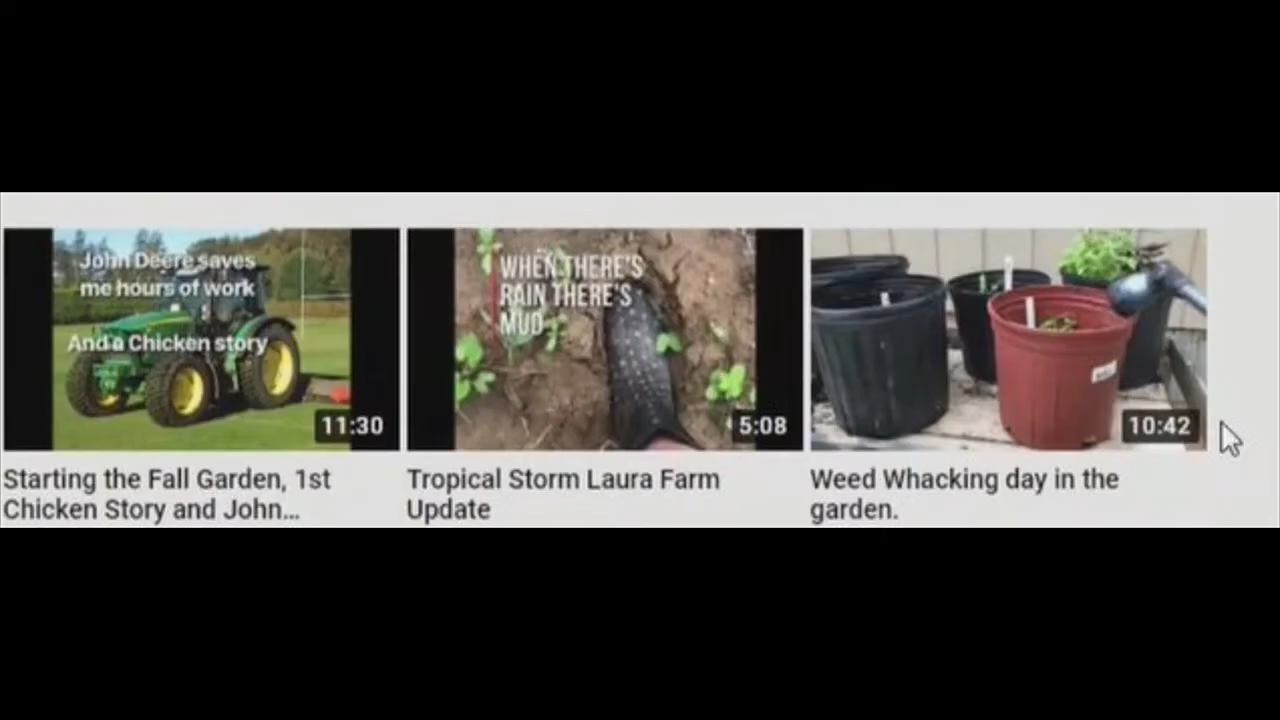 John Deere saves
me hours of work
And a Chicken story
11:30
WHEN THERE'S
RAIN THERE'S
MUD
5:08
10:42
Starting the Fall Garden, 1st
Chicken Story and John...
Tropical Storm Laura Farm
Update
Weed Whacking day in the
garden.